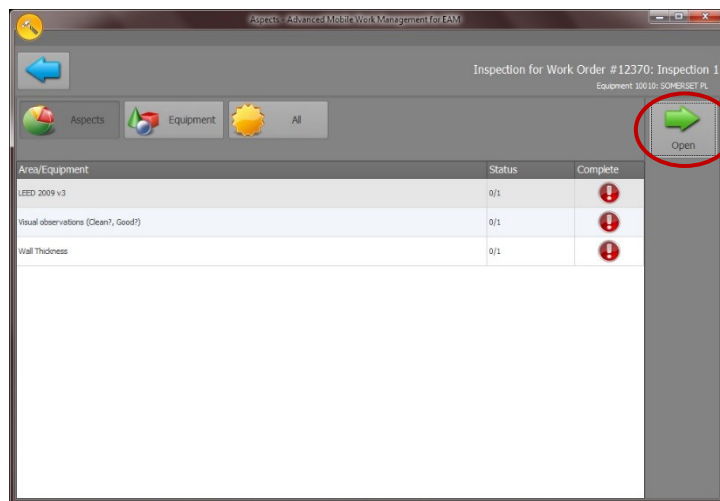 Aspects - Advanced Mobile Work Management for EAM
Inspection for Work Order #12370: Inspection 1
Equipment 10010: SOMERSET PL
Aspects
Equipment
All
Open
Area/Equipment Status Complete
LEED 2009 v3 0/1
Visual observations (Clean?, Good?) 0/1
Wall Thickness 0/1